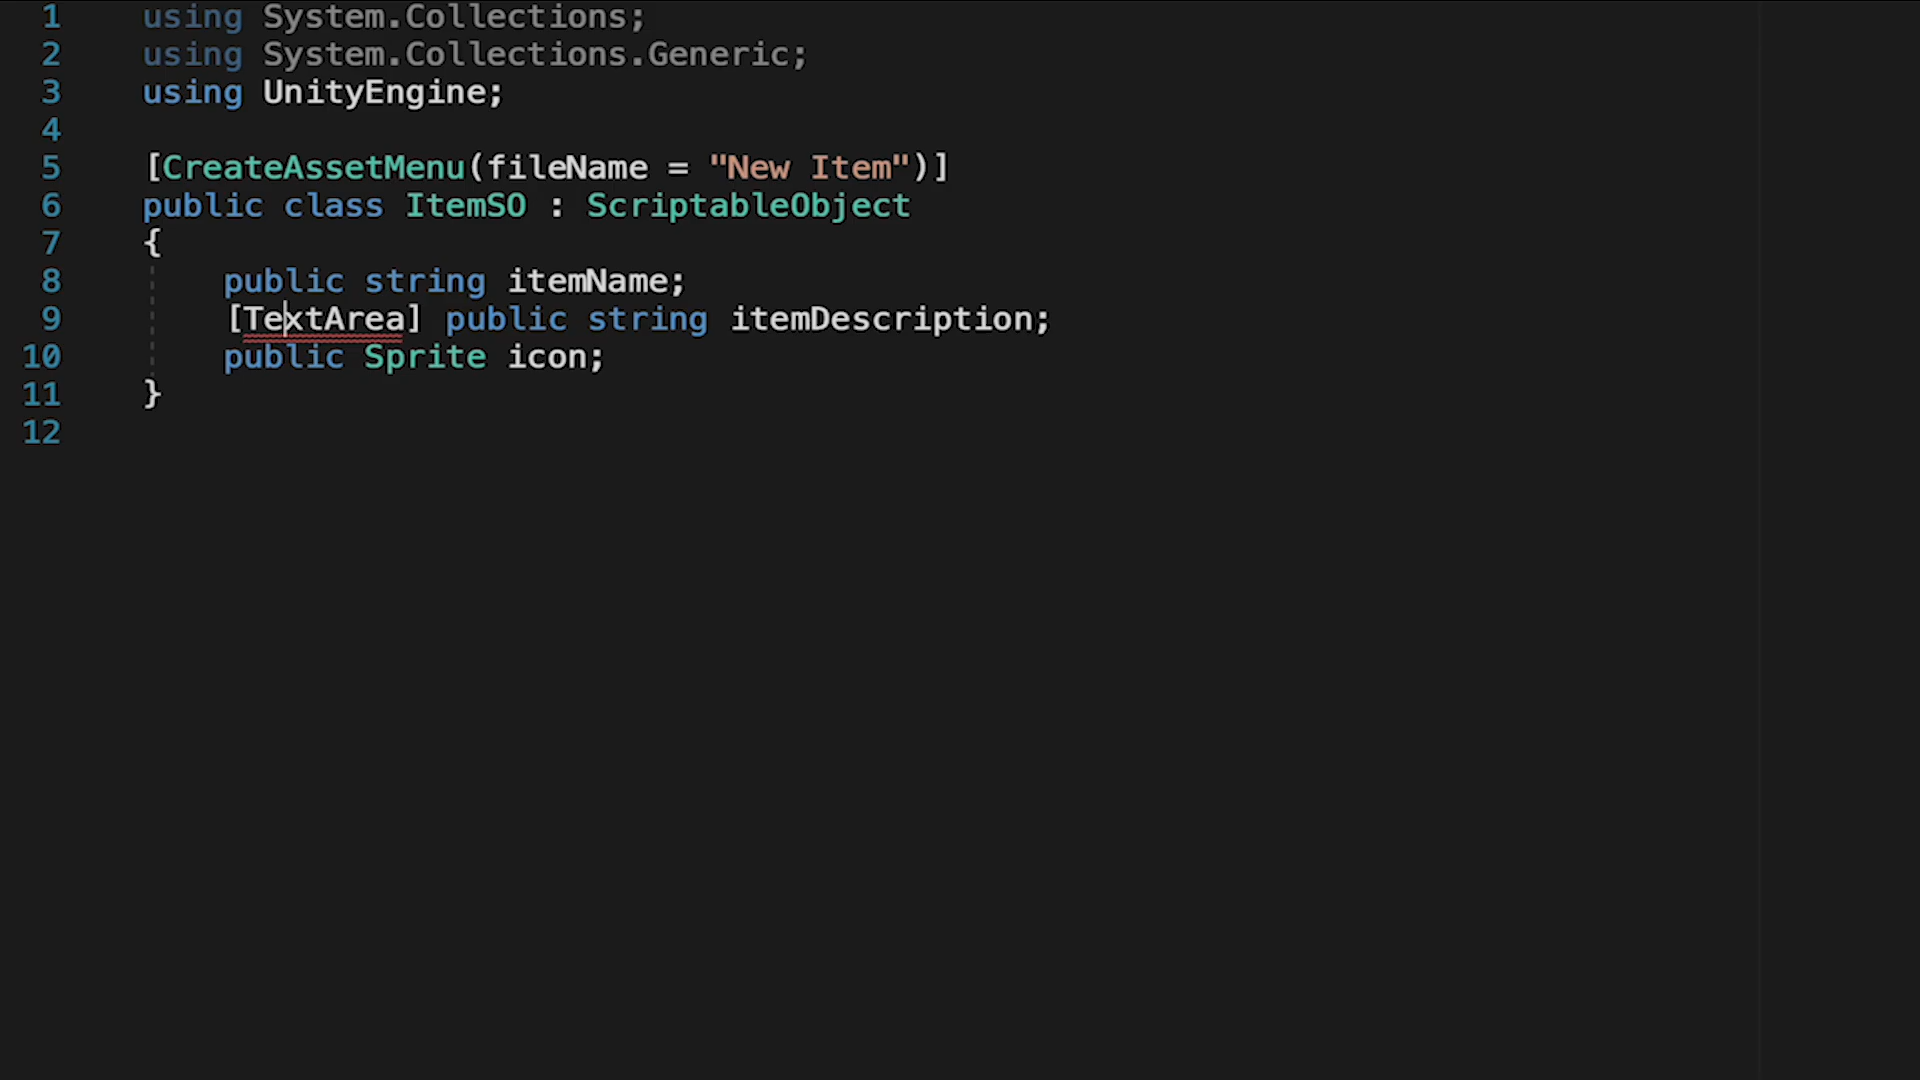 1 using System.Collections;
2 using System.Collections.Generic;
3 using UnityEngine;
4
5 [CreateAssetMenu(fileName = "New Item")]
6 public class ItemSO : ScriptableObject
7 {
8 public string itemName;
9 [TextArea] public string itemDescription;
10 public Sprite icon;
11 }
12